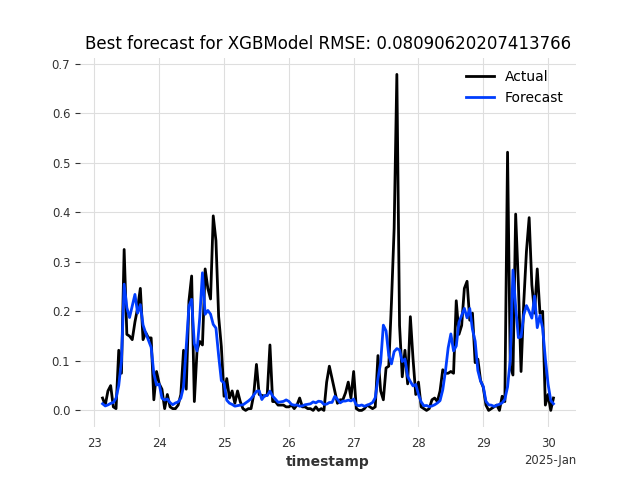 Best forecast for XGBModel RMSE: 0.08090620207413766
Actual
Forecast
0.7
0.6
0.5
0.4
0.3
0.2
0.1
0.0
23 24 25 26 27 28 29 30
timestamp
2025-Jan